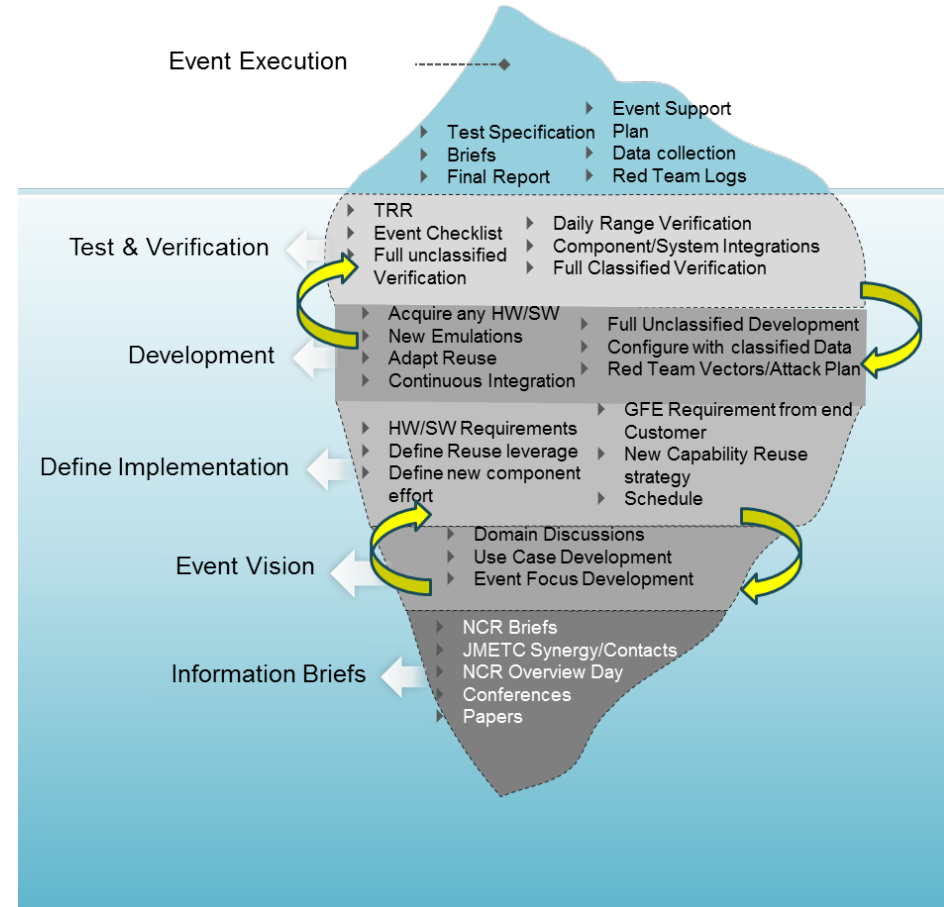 Event Execution
Test Specification
Briefs
Final Report
Event Support
Plan
Data collection
Red Team Logs
Test & Verification
TRR
Event Checklist
Full unclassified
Verification
Daily Range Verification
Component/System Integrations
Full Classified Verification
Development
Acquire any HW/SW
New Emulations
Adapt Reuse
Continuous Integration
Full Unclassified Development
Configure with classified Data
Red Team Vectors/Attack Plan
Define Implementation
HW/SW Requirements
Define Reuse leverage
Define new component
effort
GFE Requirement from end
Customer
New Capability Reuse
strategy
Schedule
Event Vision
Domain Discussions
Use Case Development
Event Focus Development
Information Briefs
NCR Briefs
JMETC Synergy/Contacts
NCR Overview Day
Conferences
Papers